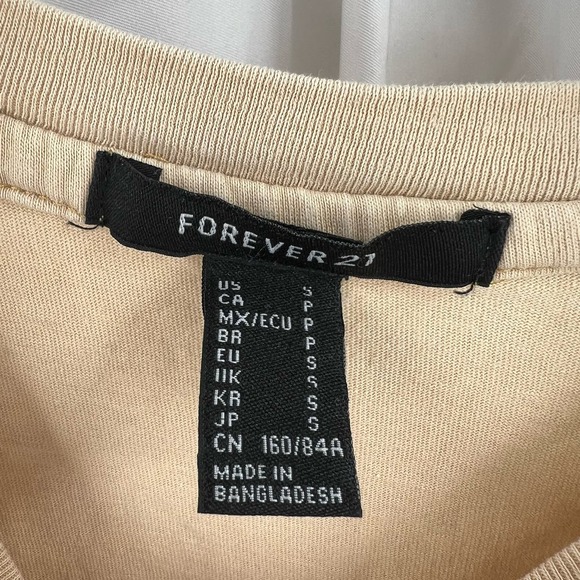 FOREVER 21
US S
CA P
MX/ECU P
BR P
EU S
UK S
KR S
JP S
CN 160/84A
MADE IN
BANGLADESH